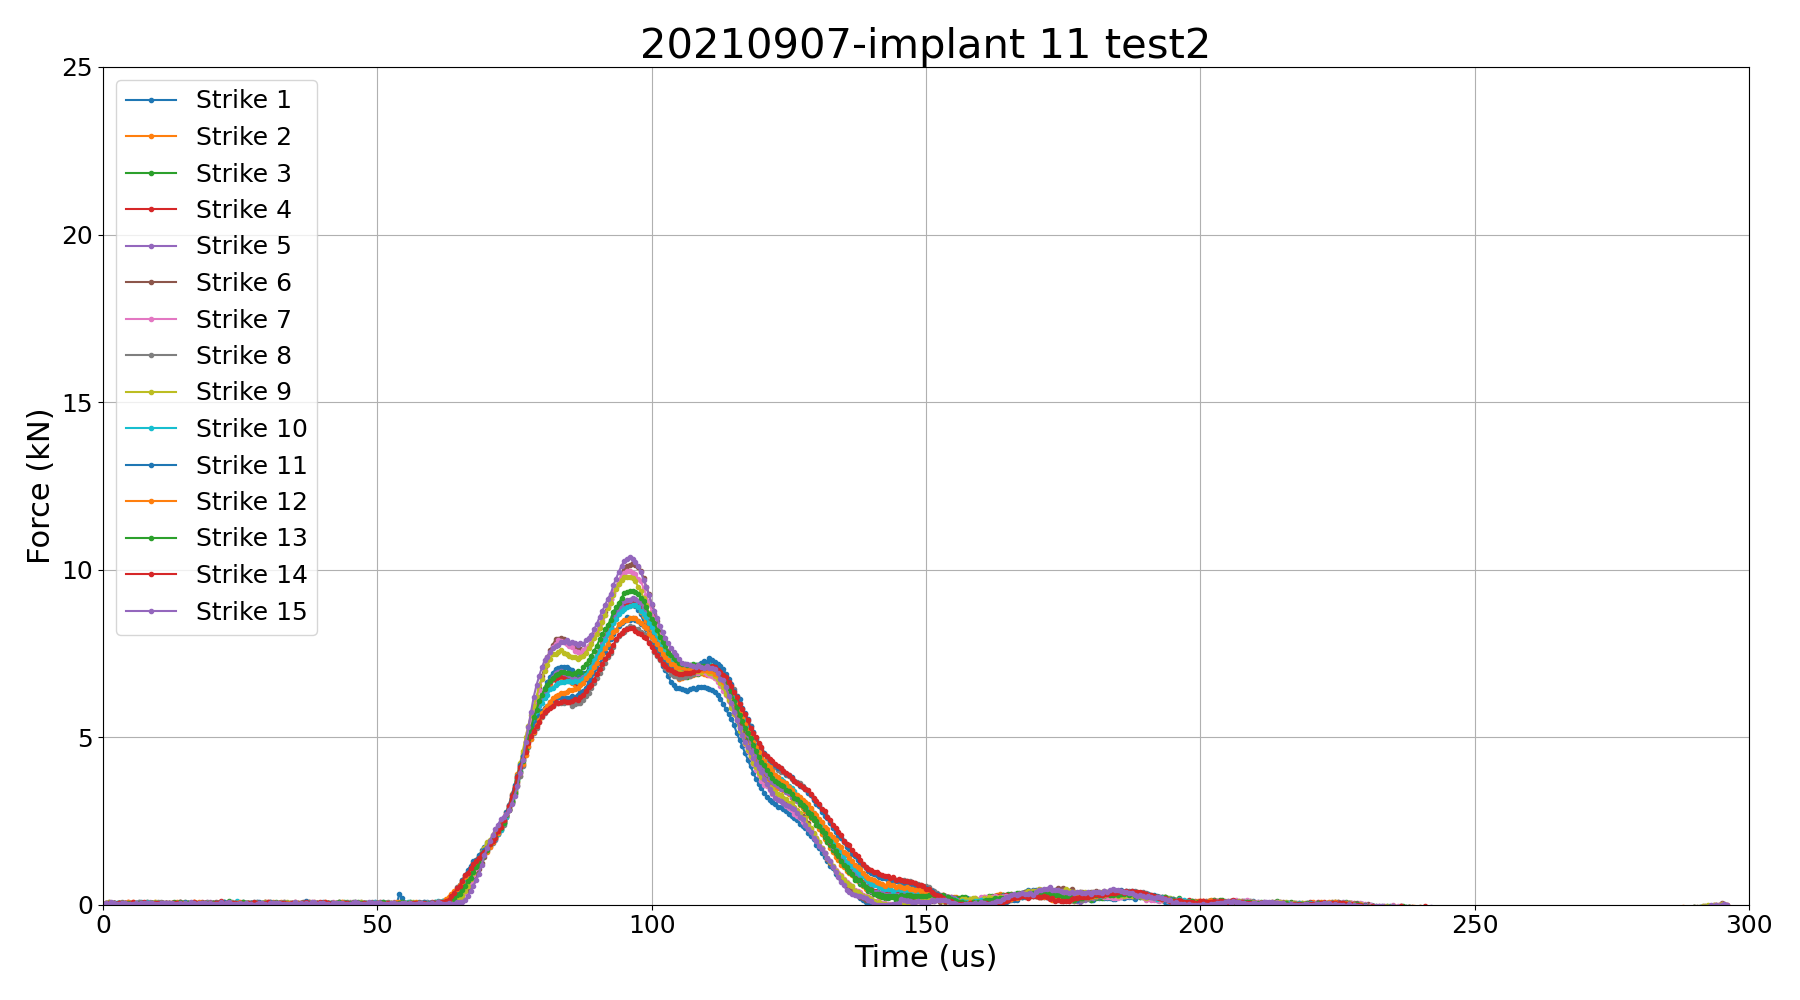 20210907-implant 11 test2
25
20
15
10
5
0
Force (kN)
Strike 1
Strike 2
Strike 3
Strike 4
Strike 5
Strike 6
Strike 7
Strike 8
Strike 9
Strike 10
Strike 11
Strike 12
Strike 13
Strike 14
Strike 15
0 50 100 150 200 250 300
Time (us)